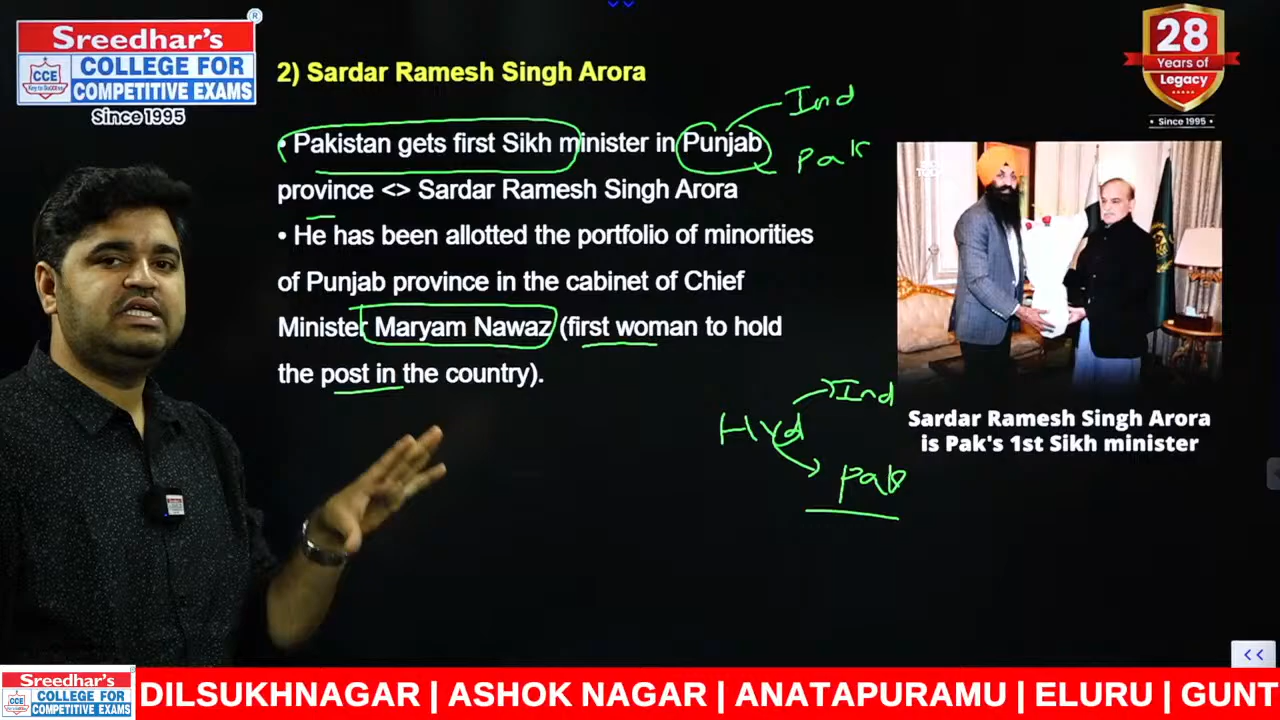 Sreedhar's
CCE
COLLEGE FOR
COMPETITIVE EXAMS
Since 1995
28
Years of
Legacy
• Since 1995 •
2) Sardar Ramesh Singh Arora
Ind
• Pakistan gets first Sikh minister in Punjab
Pak
province <> Sardar Ramesh Singh Arora
• He has been allotted the portfolio of minorities
of Punjab province in the cabinet of Chief
Minister Maryam Nawaz (first woman to hold
the post in the country).
Hyd
Ind
Pak
Sardar Ramesh Singh Arora
is Pak's 1st Sikh minister
Sreedhar's
CCE
COLLEGE FOR
COMPETITIVE EXAMS
DILSUKHNAGAR | ASHOK NAGAR | ANATAPURAMU | ELURU | GUNT